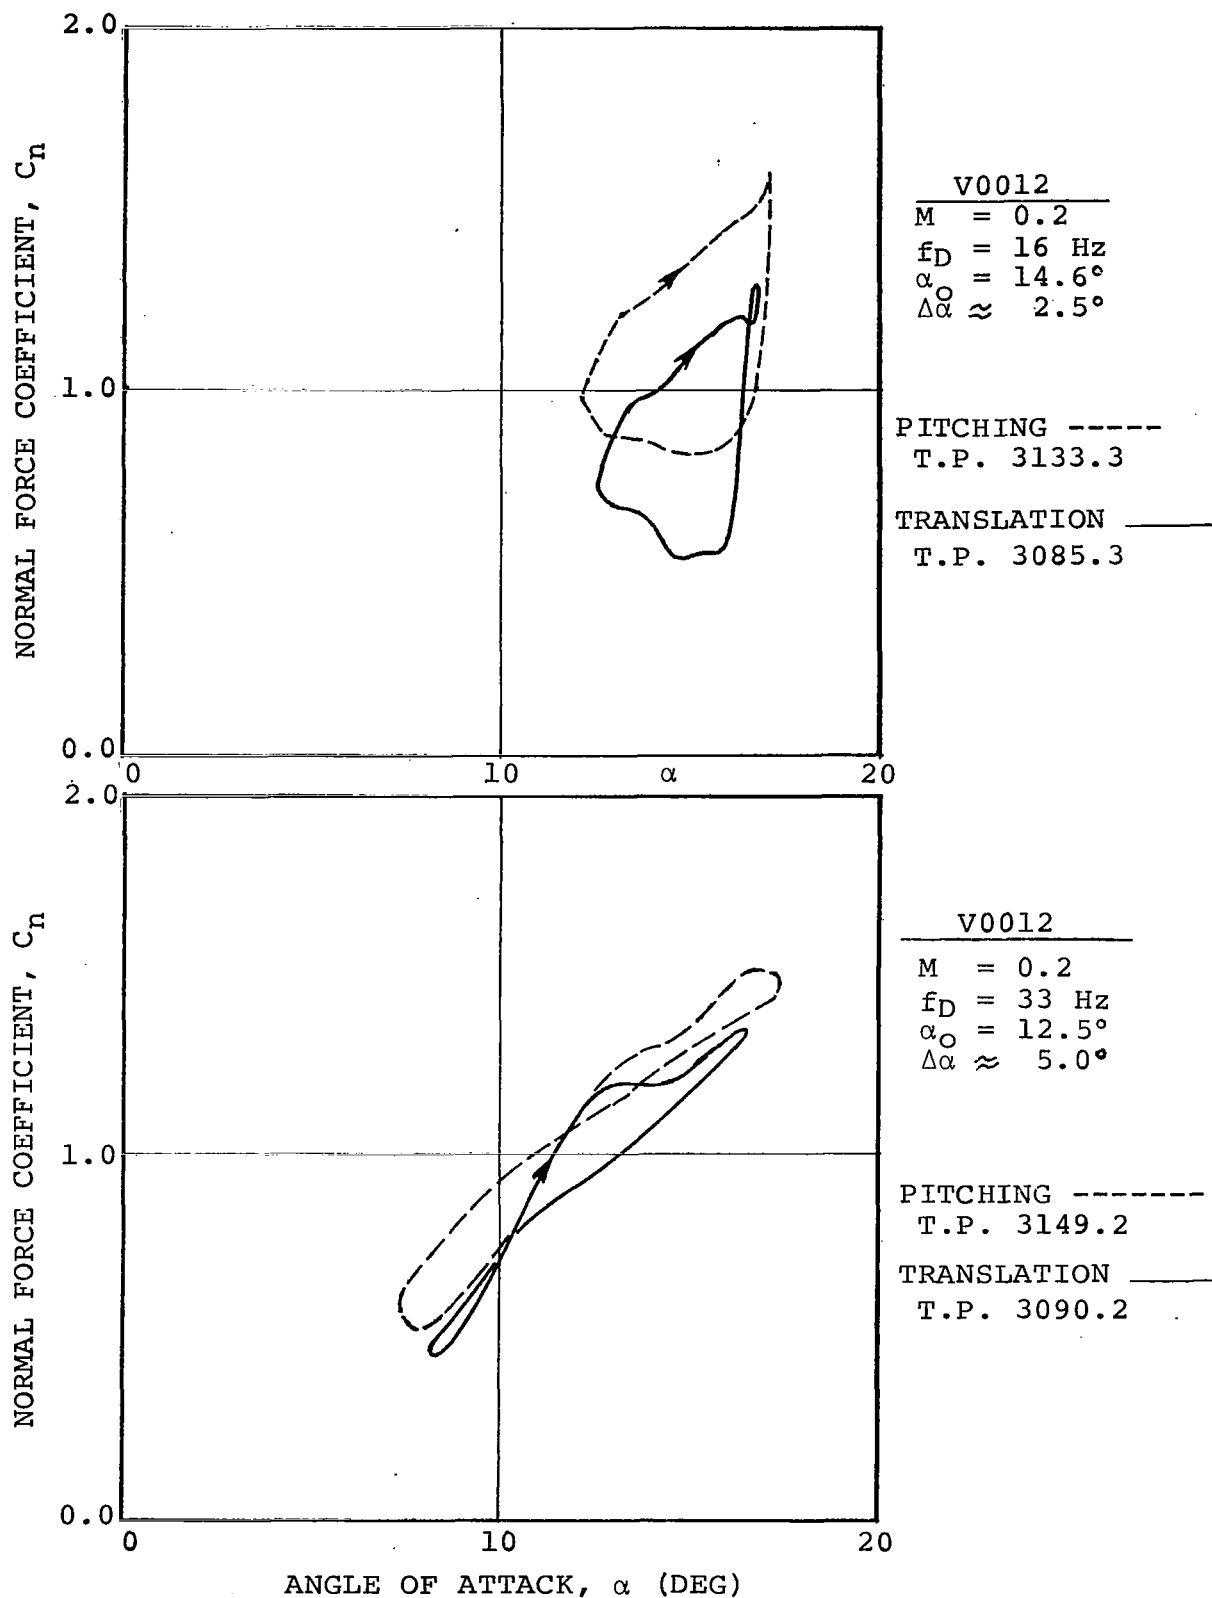 2.0
NORMAL FORCE COEFFICIENT, Cn
1.0
0.0
0 10 α 20
V0012
M = 0.2
fD = 16 Hz
αo = 14.6°
Δα ≈ 2.5°
PITCHING -----
T.P. 3133.3
TRANSLATION ____
T.P. 3085.3
2.0
NORMAL FORCE COEFFICIENT, Cn
1.0
0.0
0 10 20
ANGLE OF ATTACK, α (DEG)
V0012
M = 0.2
fD = 33 Hz
αo = 12.5°
Δα ≈ 5.0°
PITCHING -------
T.P. 3149.2
TRANSLATION ____
T.P. 3090.2